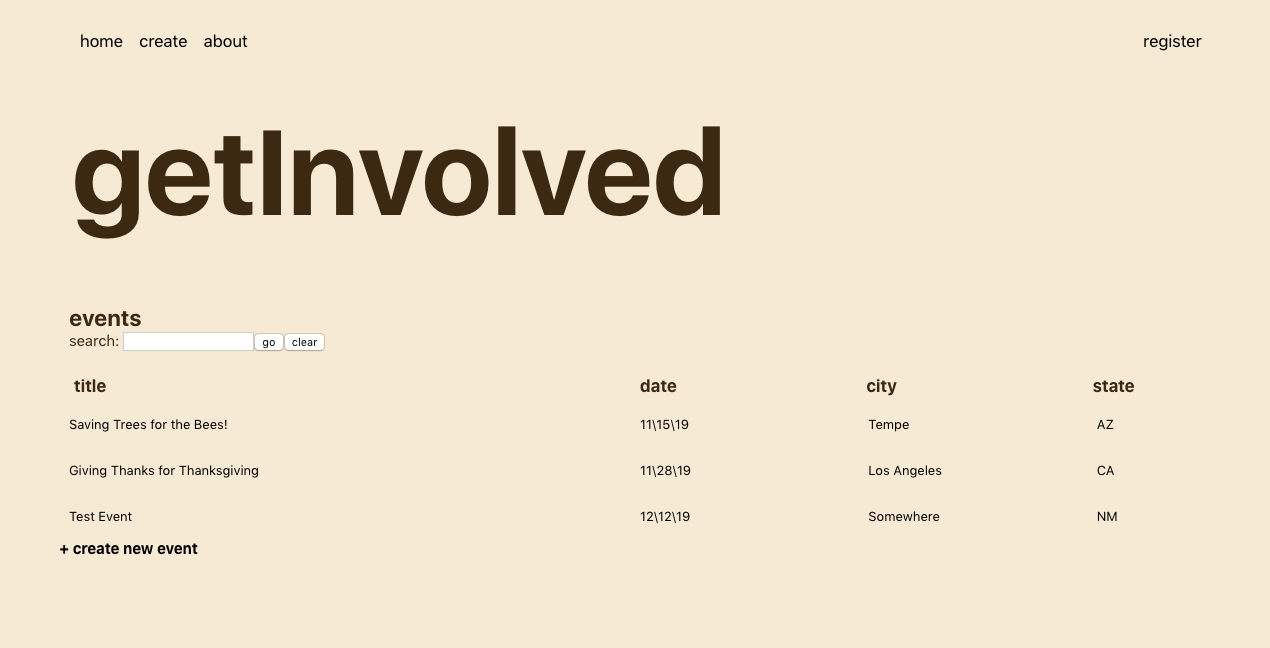 home create about register
getInvolved
events
search: go clear
title date city state
Saving Trees for the Bees! 11\15\19 Tempe AZ
Giving Thanks for Thanksgiving 11\28\19 Los Angeles CA
Test Event 12\12\19 Somewhere NM
+ create new event